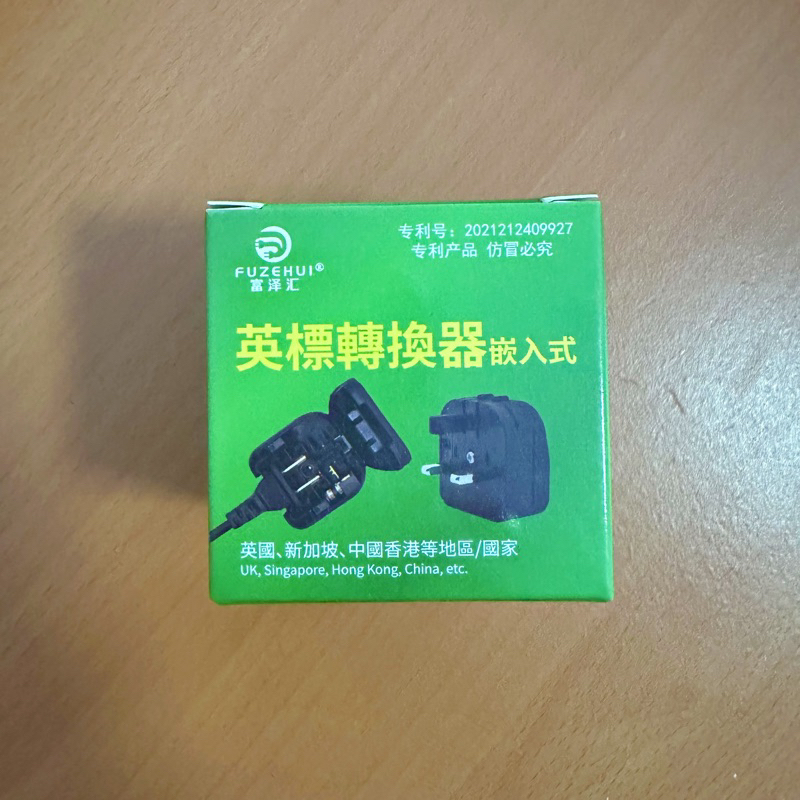 专利号：2021212409927
专利产品 仿冒必究
FUZEHUI®
富泽汇
英標轉換器嵌入式
英國、新加坡、中國香港等地區/國家
UK, Singapore, Hong Kong, China, etc.